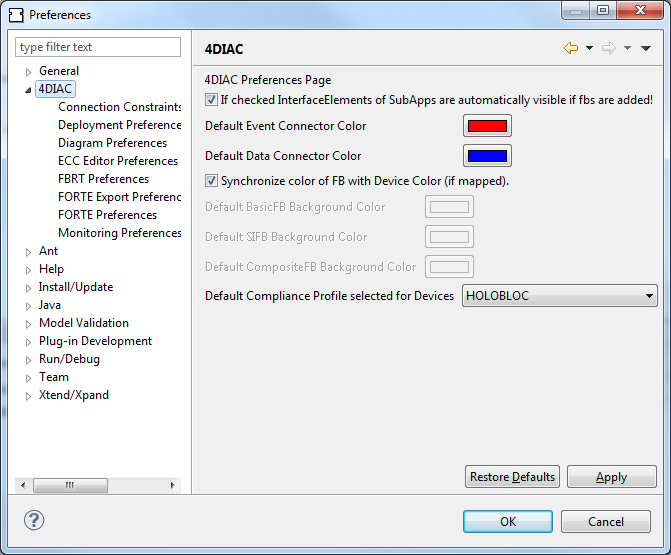 Preferences
type filter text
General
4DIAC
Connection Constraints
Deployment Preference
Diagram Preferences
ECC Editor Preferences
FBRT Preferences
FORTE Export Preferenc
FORTE Preferences
Monitoring Preferences
Ant
Help
Install/Update
Java
Model Validation
Plug-in Development
Run/Debug
Team
Xtend/Xpand
4DIAC
4DIAC Preferences Page
If checked InterfaceElements of SubApps are automatically visible if fbs are added!
Default Event Connector Color
Default Data Connector Color
Synchronize color of FB with Device Color (if mapped).
Default BasicFB Background Color
Default SIFB Background Color
Default CompositeFB Background Color
Default Compliance Profile selected for Devices HOLOBLOC
Restore Defaults Apply
? OK Cancel